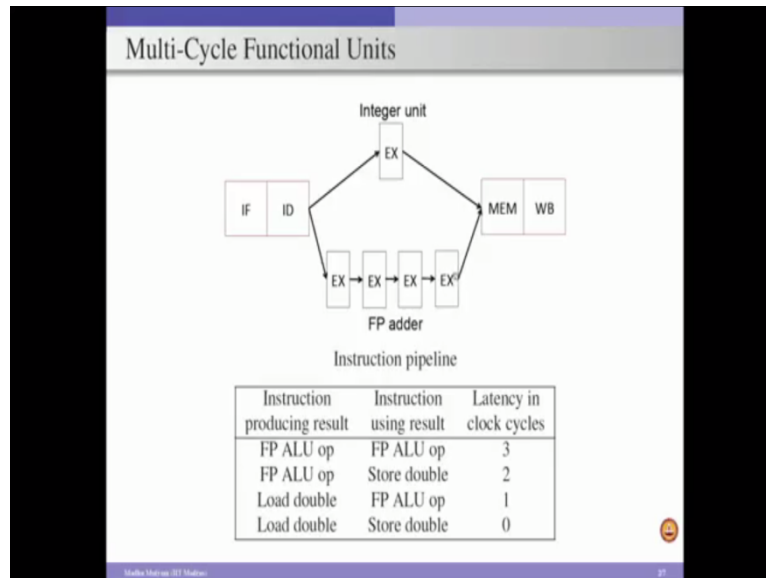 Multi-Cycle Functional Units
Integer unit
EX
IF ID
MEM WB
EX EX EX EX
FP adder
Instruction pipeline
Instruction Instruction Latency in
producing result using result clock cycles
FP ALU op FP ALU op 3
FP ALU op Store double 2
Load double FP ALU op 1
Load double Store double 0
27